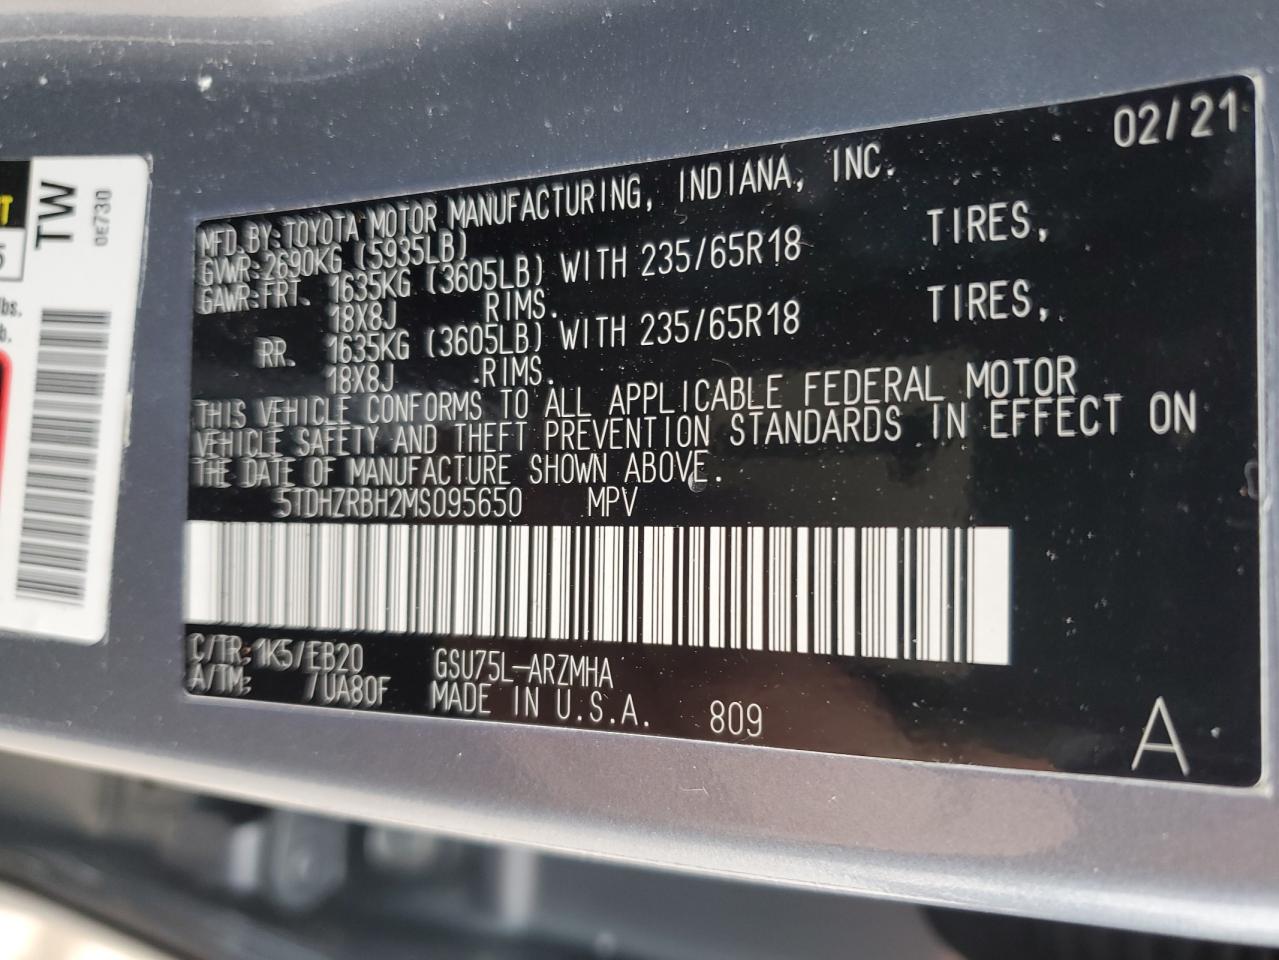 02/21
MFD.BY:TOYOTA MOTOR MANUFACTURING, INDIANA, INC.
GVWR:2690KG (5935LB)
GAWR:FRT. 1635KG (3605LB) WITH 235/65R18 TIRES,
18X8J RIMS.
RR. 1635KG (3605LB) WITH 235/65R18 TIRES,
18X8J .RIMS.
THIS VEHICLE CONFORMS TO ALL APPLICABLE FEDERAL MOTOR
VEHICLE SAFETY AND THEFT PREVENTION STANDARDS IN EFFECT ON
THE DATE OF MANUFACTURE SHOWN ABOVE.
5TDHZRBH2MS095650 MPV
C/TR:1K5/EB20 GSU75L-ARZMHA
A/TM: /UA80F MADE IN U.S.A. 809
A
TW
0E730